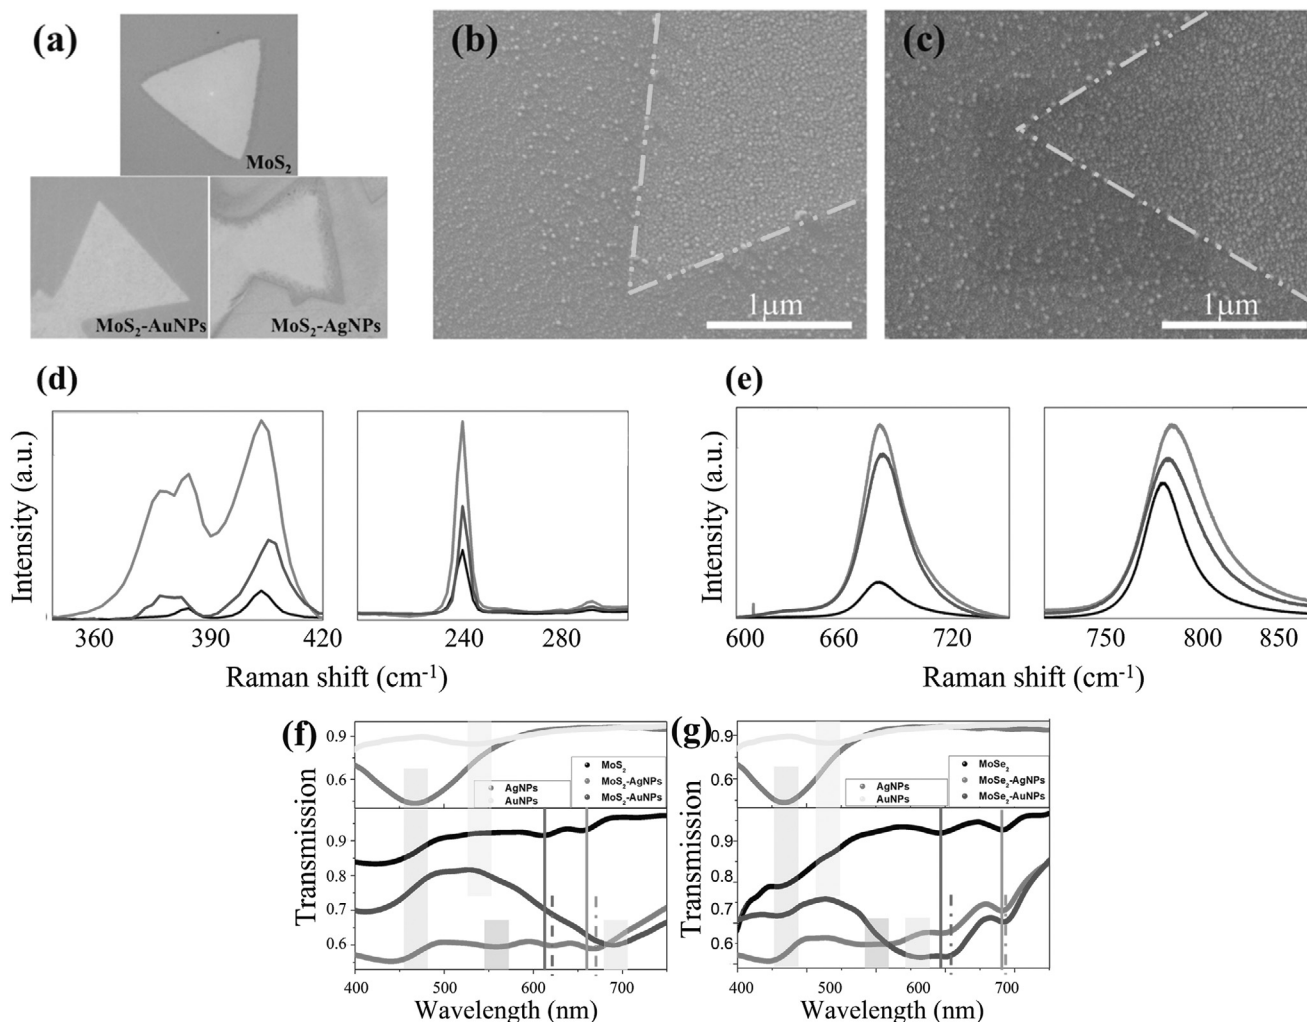 (a)
MoS2
MoS2-AuNPs
MoS2-AgNPs
(b)
1µm
(c)
1µm
(d)
Intensity (a.u.)
360 390 420
240 280
Raman shift (cm-1)
(e)
Intensity (a.u.)
600 660 720
750 800 850
Raman shift (cm-1)
(f)
Transmission
0.9
0.6
AgNPs
AuNPs
MoS2
MoS2-AgNPs
MoS2-AuNPs
0.9
0.8
0.7
0.6
400 500 600 700
Wavelength (nm)
(g)
Transmission
0.9
0.6
AgNPs
AuNPs
MoSe2
MoSe2-AgNPs
MoSe2-AuNPs
0.9
0.8
0.7
0.6
400 500 600 700
Wavelength (nm)